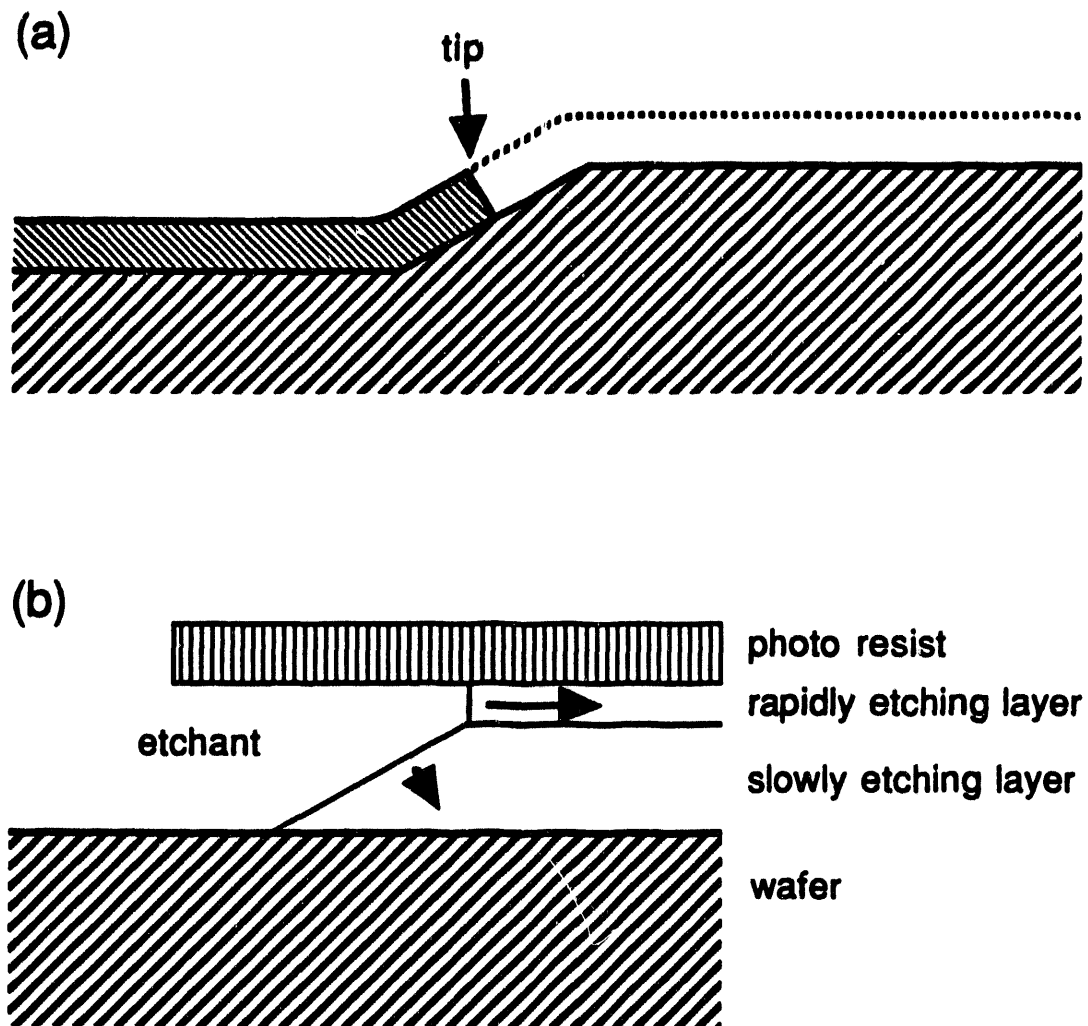 (a)
tip
(b)
photo resist
rapidly etching layer
etchant
slowly etching layer
wafer